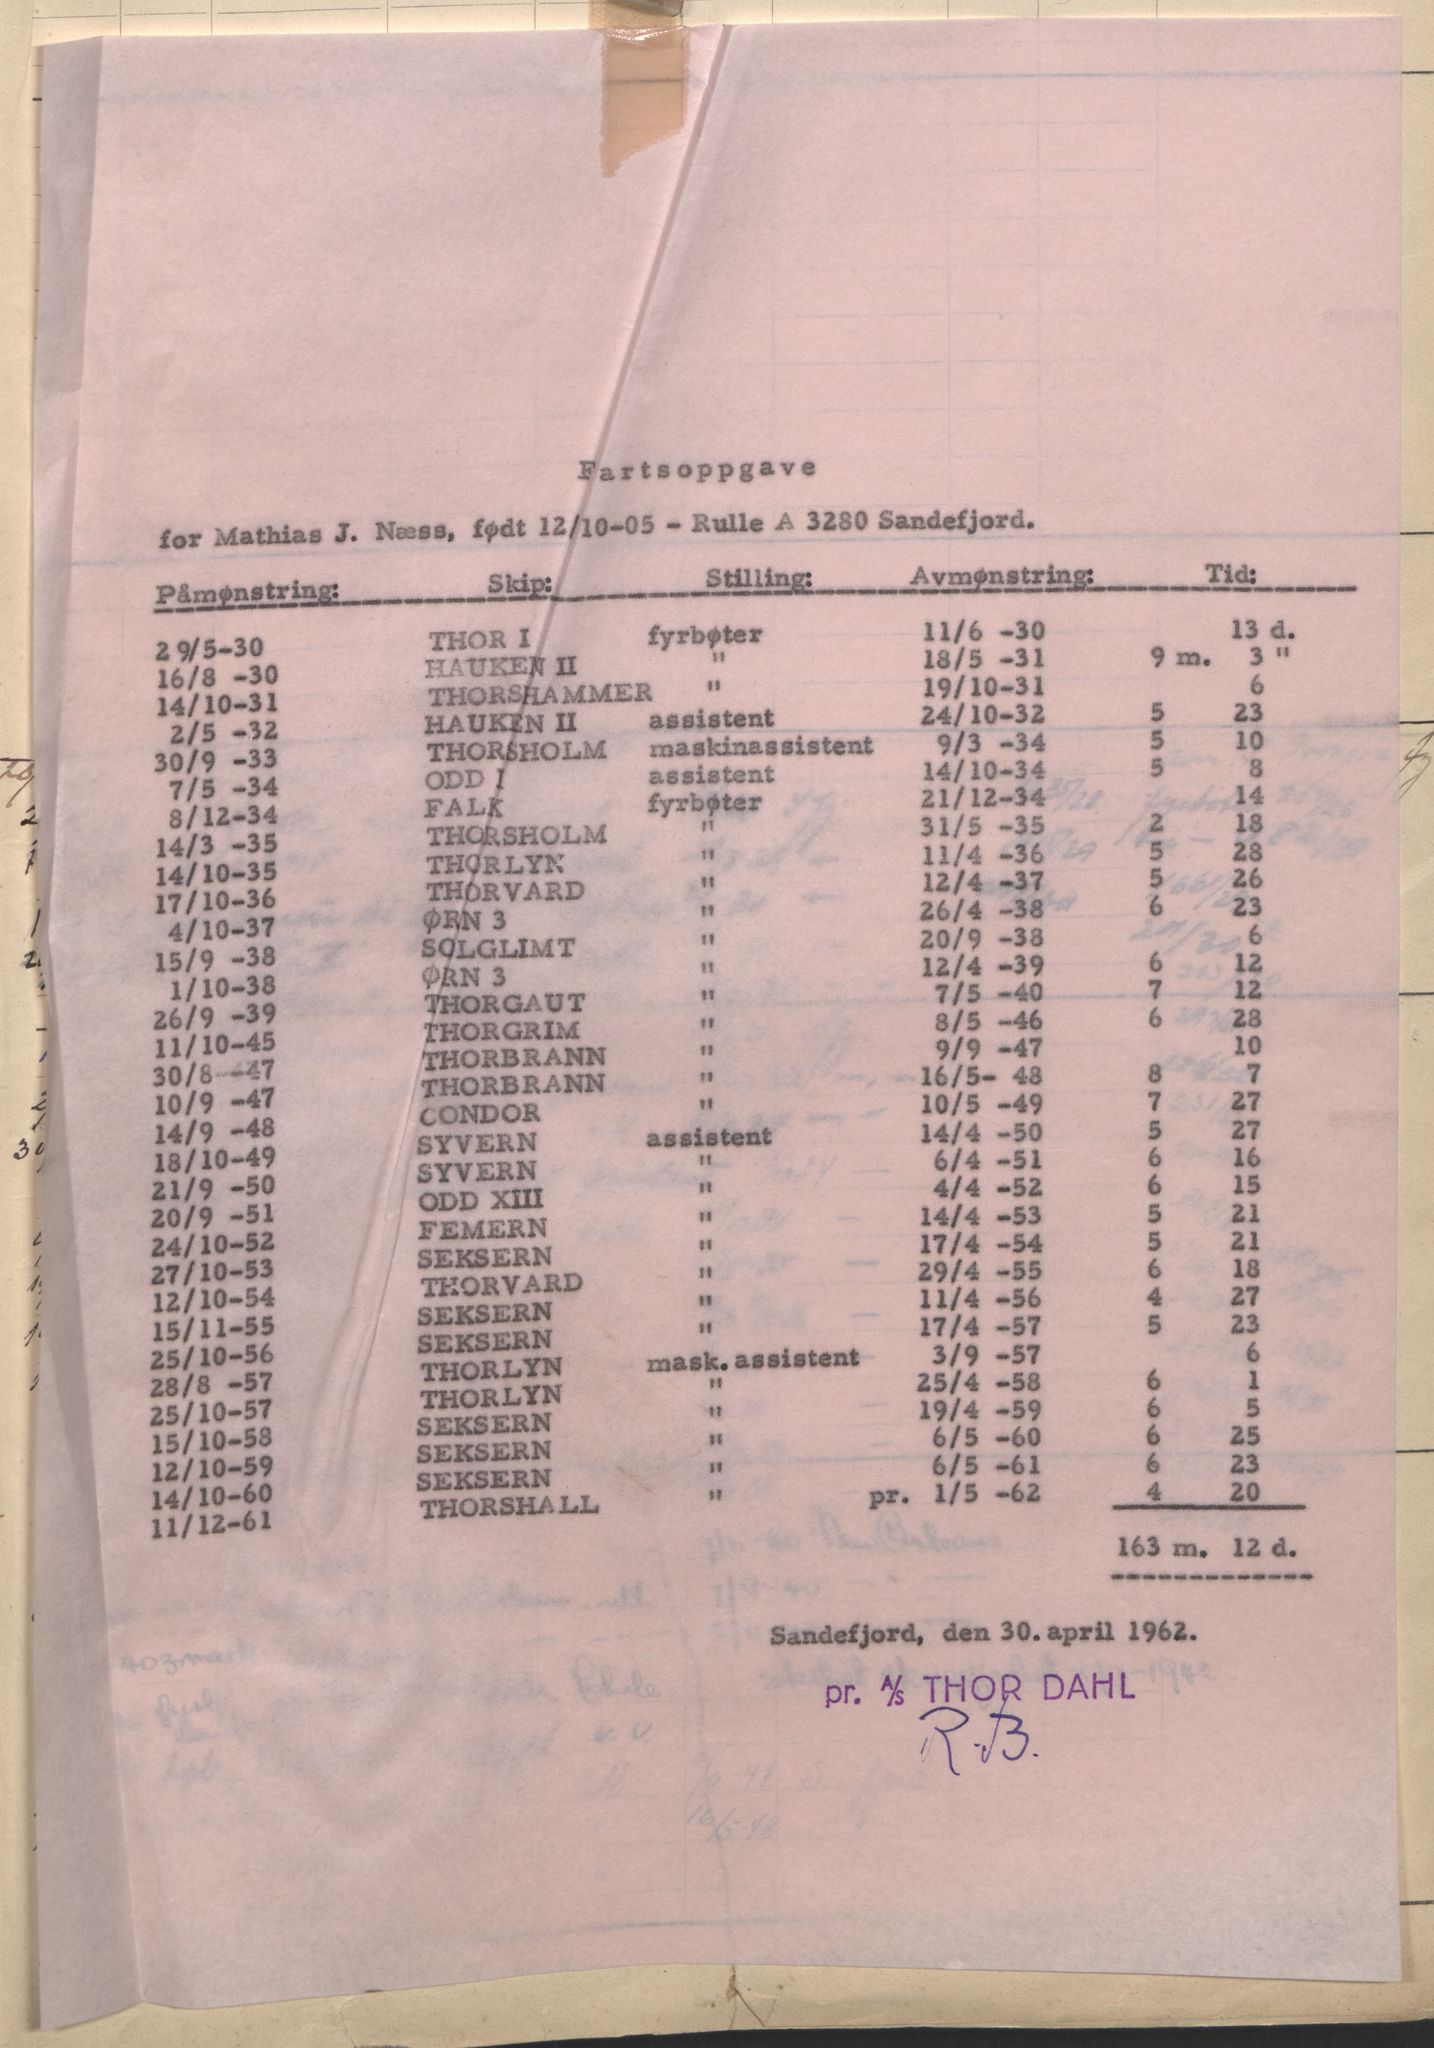 Fartsoppgave
for Mathias J. Næss, født 12/10-05 - Rulle A 3280 Sandefjord.
Påmønstring: Skip: Stilling: Avmønstring: Tid:
29/5-30 THOR I fyrbøter 11/6 -30 13 d.
16/8 -30 HAUKEN II " 18/5 -31 9 m. 3 "
14/10-31 THORSHAMMER " 19/10-31 6
2/5 -32 HAUKEN II assistent 24/10-32 5 23
30/9 -33 THORSHOLM maskinassistent 9/3 -34 5 10
7/5 -34 ODD I assistent 14/10-34 5 8
8/12-34 FALK fyrbøter 21/12-34 14
14/3 -35 THORSHOLM " 31/5 -35 2 18
14/10-35 THORLYN " 11/4 -36 5 28
17/10-36 THORVARD " 12/4 -37 5 26
4/10-37 ØRN 3 " 26/4 -38 6 23
15/9 -38 SOLGLIMT " 20/9 -38 6
1/10-38 ØRN 3 " 12/4 -39 6 12
26/9 -39 THORGAUT " 7/5 -40 7 12
11/10-45 THORGRIM " 8/5 -46 6 28
30/8 -47 THORBRANN " 9/9 -47 10
10/9 -47 THORBRANN " 16/5- 48 8 7
14/9 -48 CONDOR " 10/5 -49 7 27
18/10-49 SYVERN assistent 14/4 -50 5 27
21/9 -50 SYVERN " 6/4 -51 6 16
20/9 -51 ODD XIII " 4/4 -52 6 15
24/10-52 FEMERN " 14/4 -53 5 21
27/10-53 SEKSERN " 17/4 -54 5 21
12/10-54 THORVARD " 29/4 -55 6 18
15/11-55 SEKSERN " 11/4 -56 4 27
25/10-56 SEKSERN " 17/4 -57 5 23
28/8 -57 THORLYN mask. assistent 3/9 -57 6
25/10-57 THORLYN " 25/4 -58 6 1
15/10-58 SEKSERN " 19/4 -59 6 5
12/10-59 SEKSERN " 6/5 -60 6 25
14/10-60 SEKSERN " 6/5 -61 6 23
11/12-61 THORSHALL " pr. 1/5 -62 4 20
163 m. 12 d.
Sandefjord, den 30. april 1962.
pr. A/S THOR DAHL
R.B.